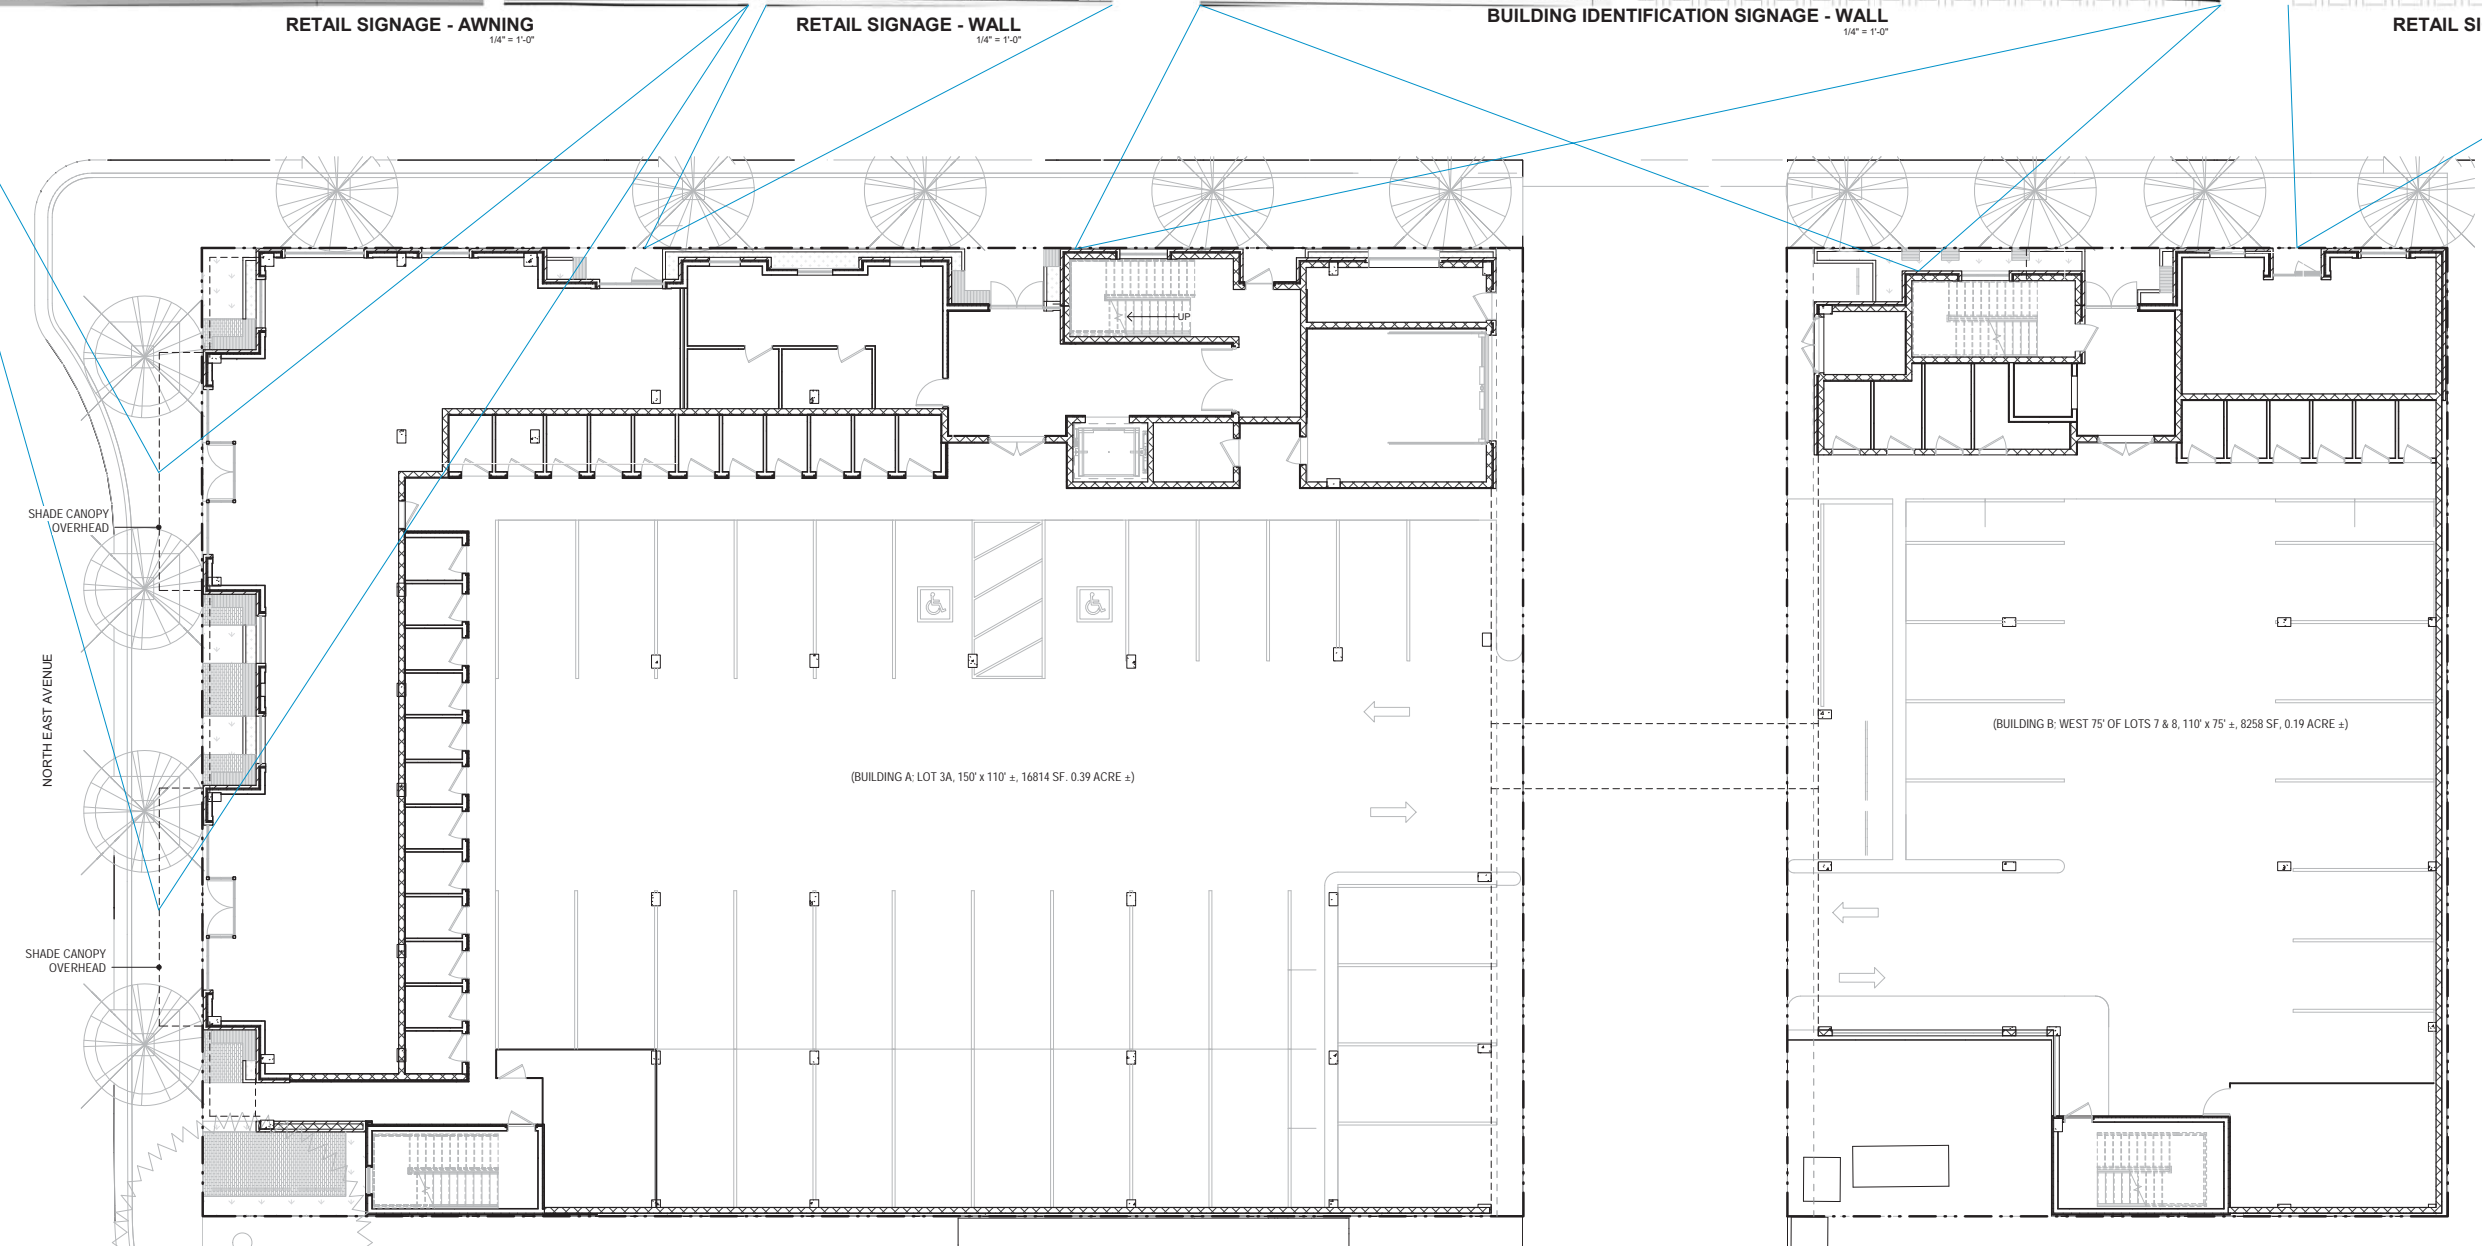 RETAIL SIGNAGE - AWNING
1/4" = 1'-0"
RETAIL SIGNAGE - WALL
1/4" = 1'-0"
BUILDING IDENTIFICATION SIGNAGE - WALL
1/4" = 1'-0"
RETAIL SI
UP
SHADE CANOPY
OVERHEAD
NORTH EAST AVENUE
(BUILDING B; WEST 75' OF LOTS 7 & 8, 110' x 75' ±, 8258 SF, 0.19 ACRE ±)
(BUILDING A; LOT 3A, 150' x 110' ±, 16814 SF. 0.39 ACRE ±)
SHADE CANOPY
OVERHEAD